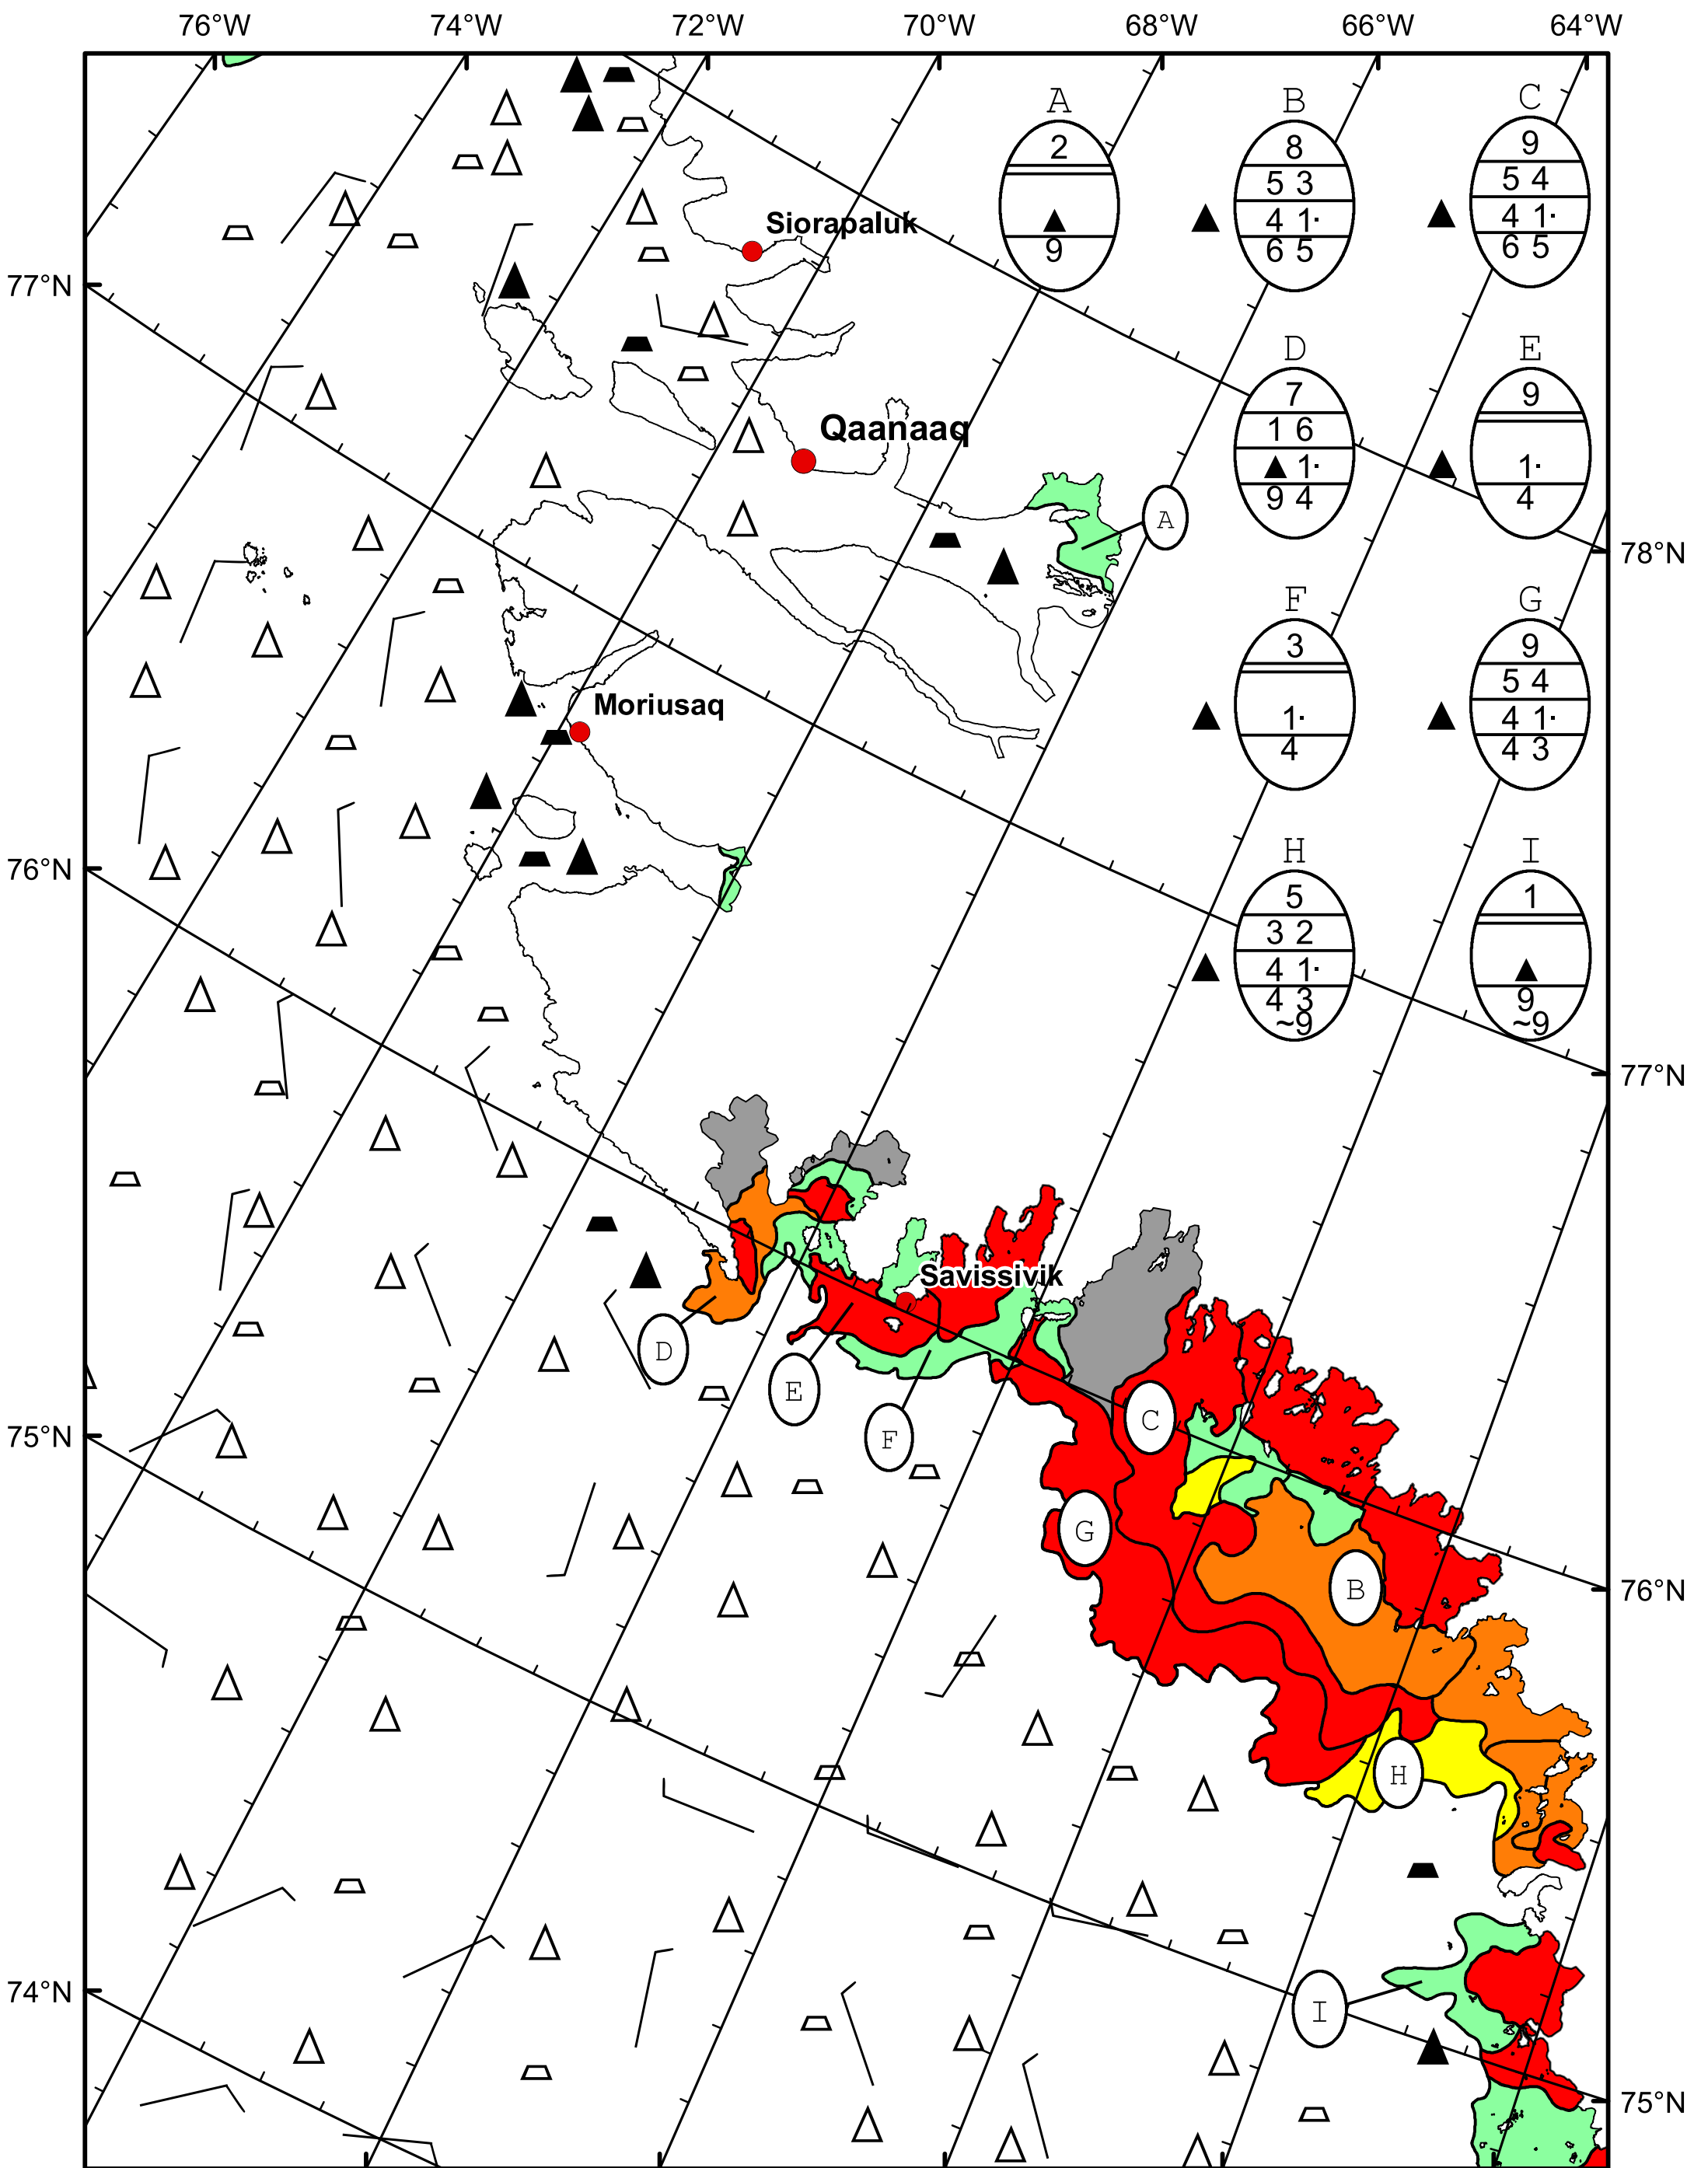 76°W 74°W 72°W 70°W 68°W 66°W 64°W
A B C
2 8 9
5 3 5 4
4 1· 4 1·
9 6 5 6 5
Siorapaluk
77°N
D E
7 9
Qaanaaq
1 6
1· 1·
9 4 4
A
78°N
F G
3 9
5 4
Moriusaq
1· 4 1·
4 4 3
H I
76°N
5 1
3 2
4 1·
4 3 9
~9 ~9
77°N
Savissivik
D
E
C
F
75°N
G
B
76°N
H
74°N
I
75°N